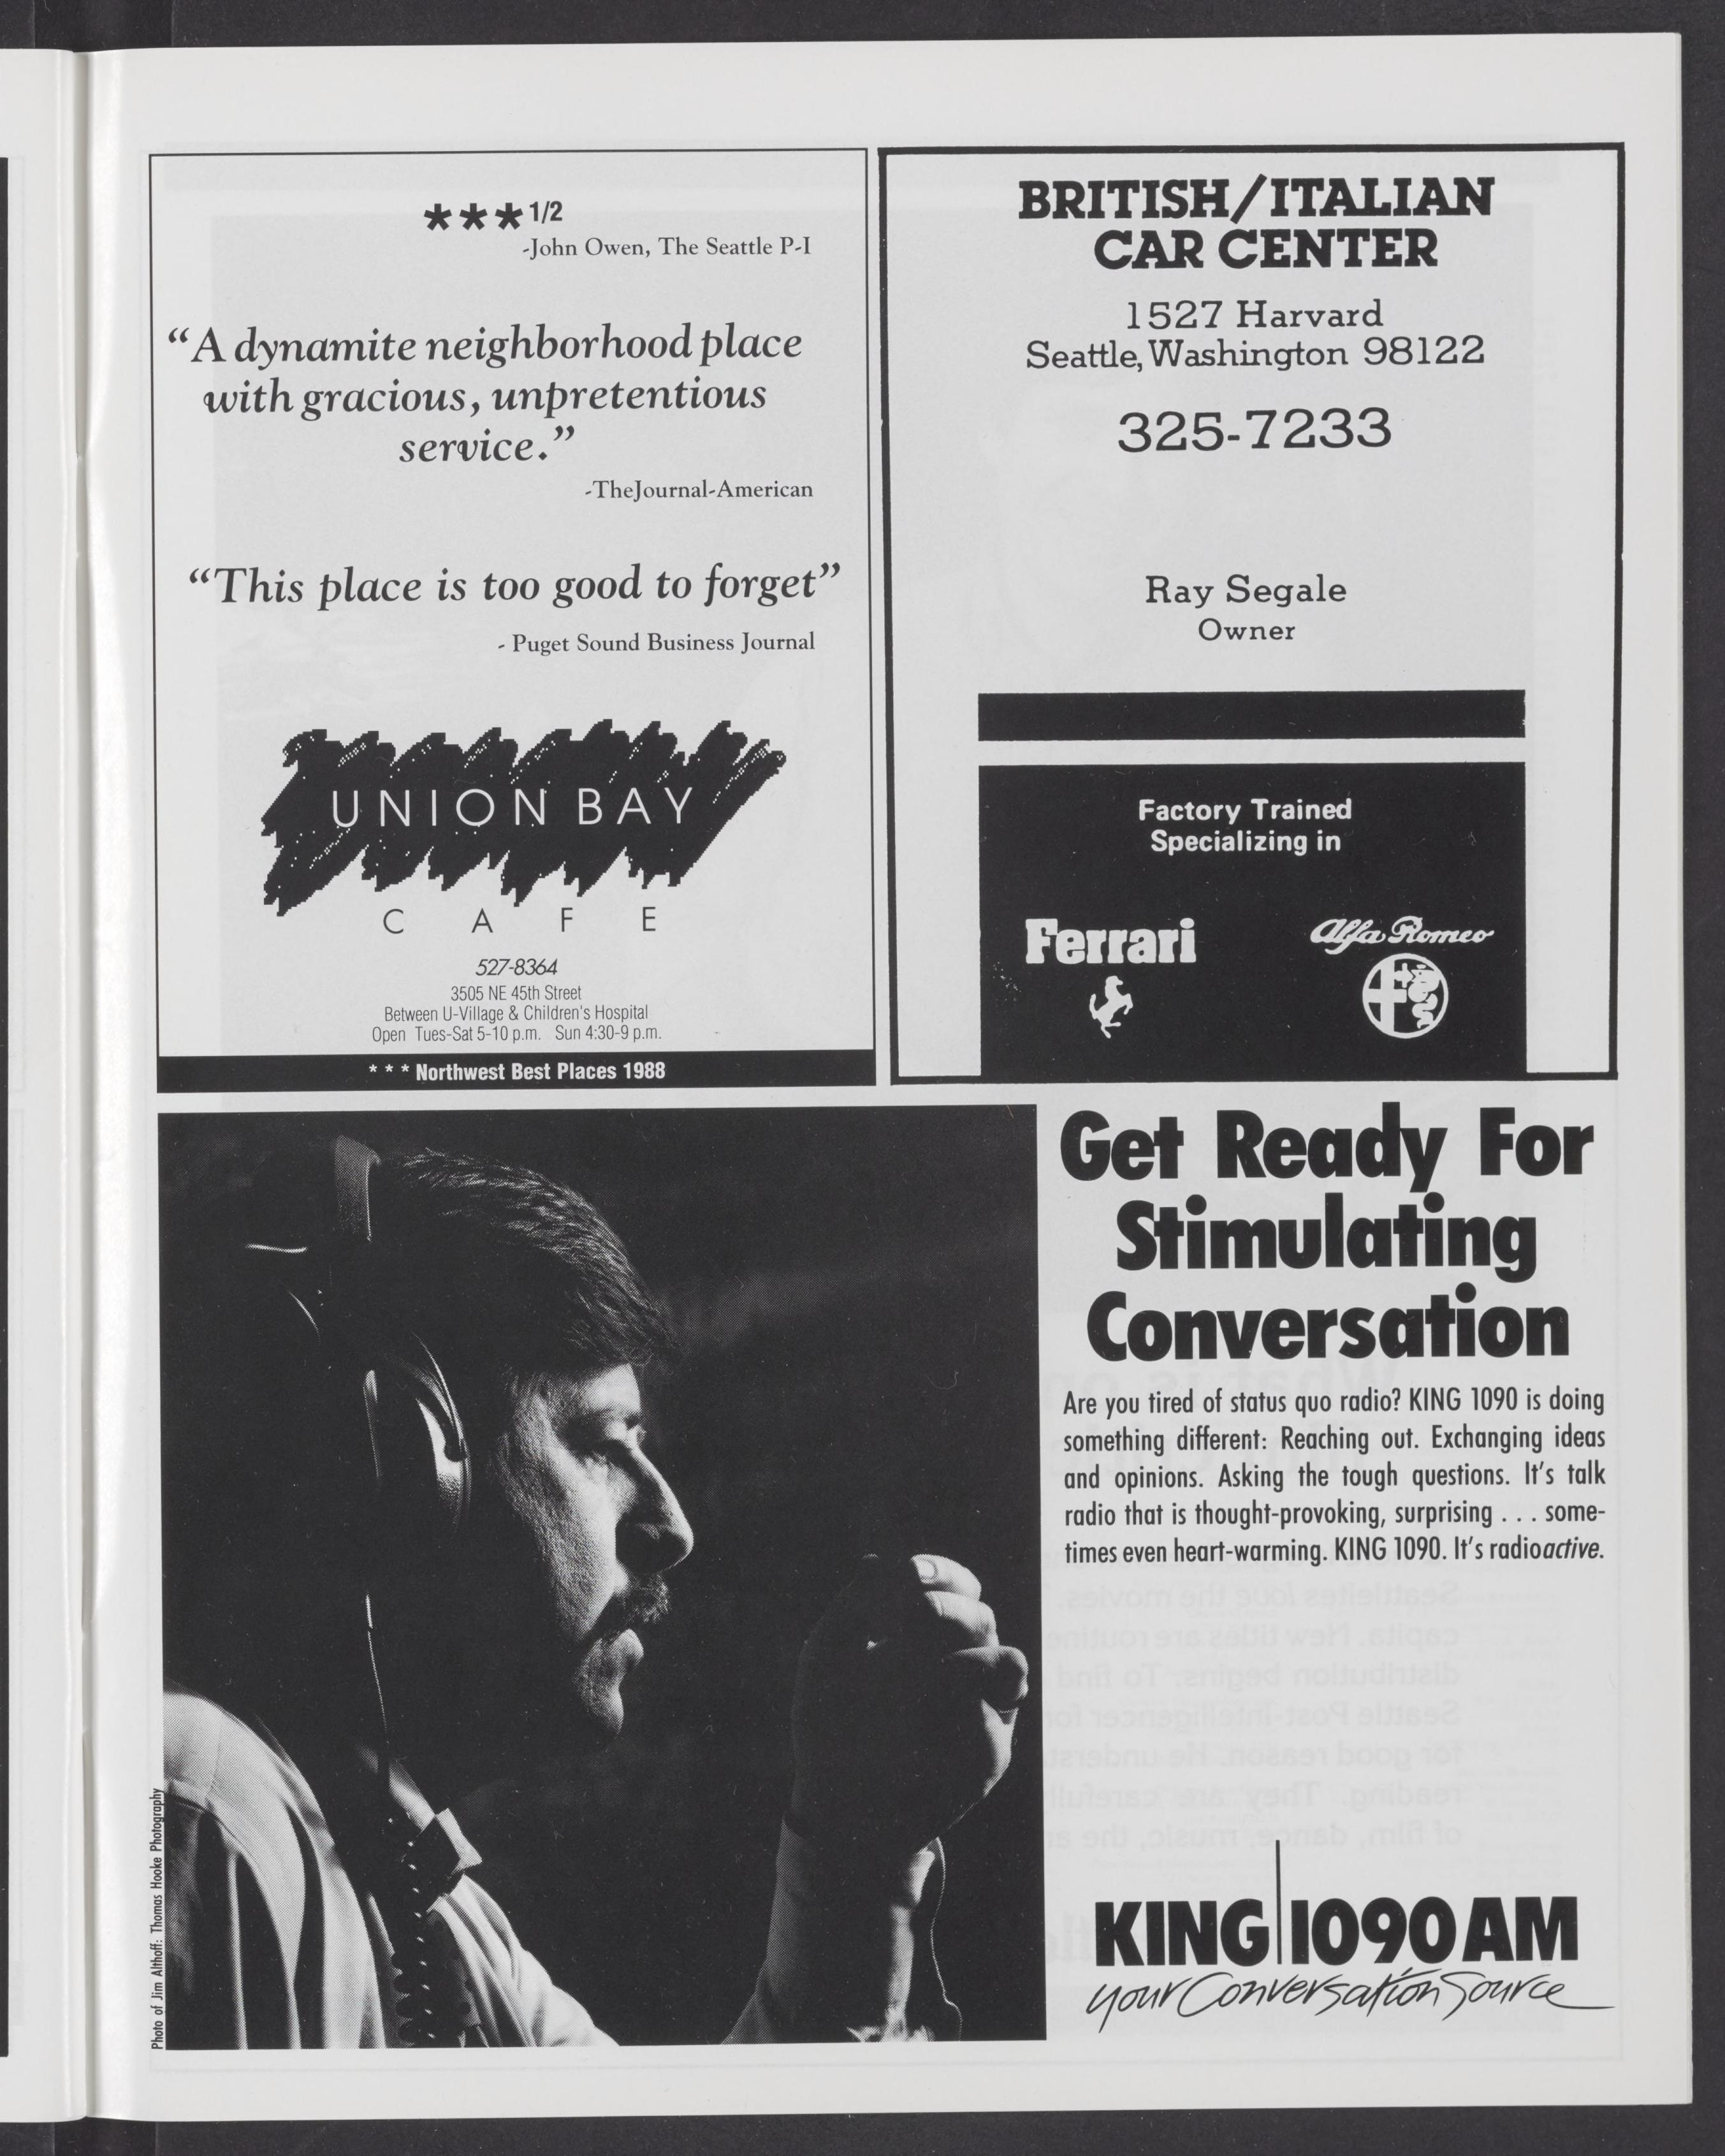 ***1/2
-John Owen, The Seattle P-I
“A dynamite neighborhood place
with gracious, unpretentious
service.”
-TheJournal-American
“This place is too good to forget”
- Puget Sound Business Journal
UNION BAY
CAFE
527-8364
3505 NE 45th Street
Between U-Village & Children's Hospital
Open Tues-Sat 5-10 p.m. Sun 4:30-9 p.m.
* * * Northwest Best Places 1988
BRITISH/ITALIAN
CAR CENTER
1527 Harvard
Seattle, Washington 98122
325-7233
Ray Segale
Owner
Factory Trained
Specializing in
Ferrari
Alfa Romeo
Photo of Jim Althoff: Thomas Hooke Photography
Get Ready For
Stimulating
Conversation
Are you tired of status quo radio? KING 1090 is doing
something different: Reaching out. Exchanging ideas
and opinions. Asking the tough questions. It's talk
radio that is thought-provoking, surprising . . . some-
times even heart-warming. KING 1090. It's radioactive.
KING 1090 AM
your Conversation Source